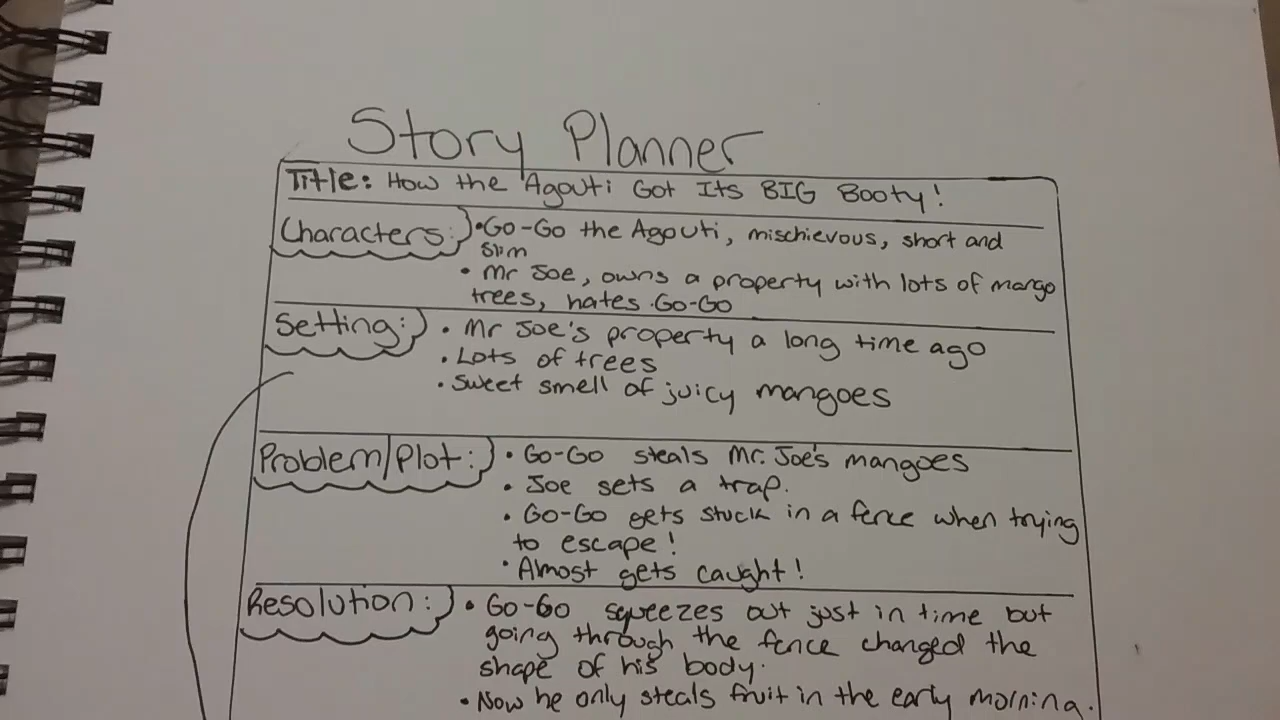 Story Planner
Title: How the Agouti Got Its BIG Booty!
Characters: • Go-Go the Agouti, mischievous, short and
slim
• Mr Joe, owns a property with lots of mango
trees, hates Go-Go
Setting: • Mr Joe's property a long time ago
• Lots of trees
• Sweet smell of juicy mangoes
Problem/Plot: • Go-Go steals Mr. Joe's mangoes
• Joe sets a trap.
• Go-Go gets stuck in a fence when trying
to escape!
• Almost gets caught!
Resolution: • Go-Go squeezes out just in time but
going through the fence changed the
shape of his body.
• Now he only steals fruit in the early morning.